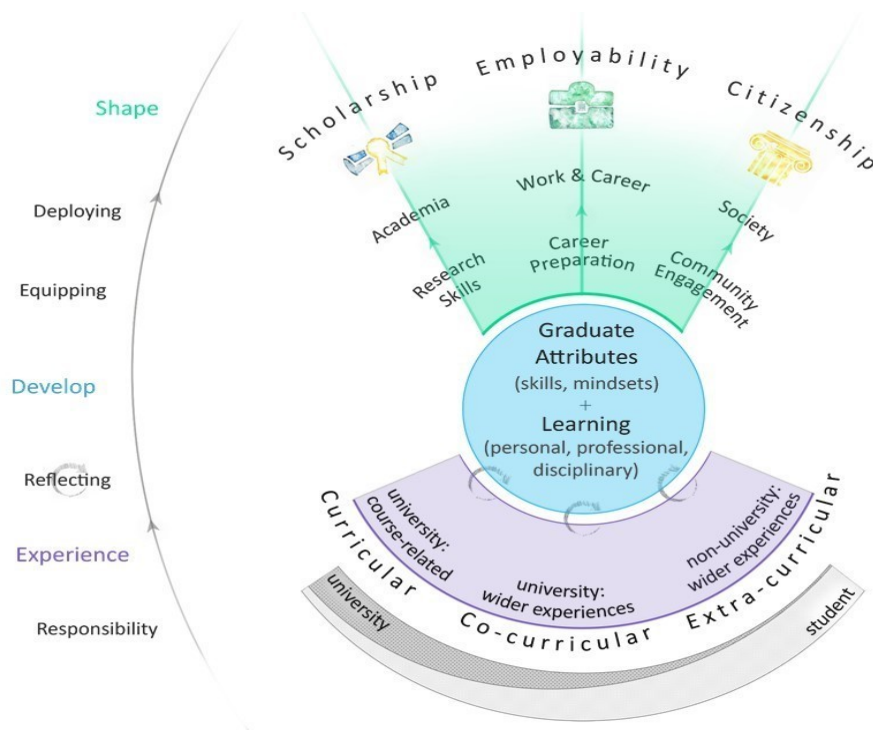 Shape
Deploying
Equipping
Develop
Reflecting
Experience
Responsibility
Scholarship
Employability
Citizenship
Academia
Work & Career
Society
Research
Skills
Career
Preparation
Community
Engagement
Graduate
Attributes
(skills, mindsets)
+
Learning
(personal, professional,
disciplinary)
Curricular
Co-curricular
Extra-curricular
university:
course-related
university:
wider experiences
non-university:
wider experiences
university
student